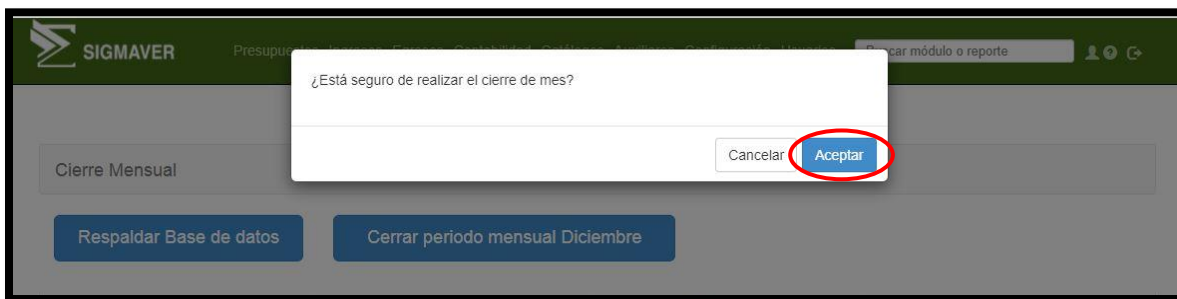 SIGMAVER
Presupuestos Ingresos Egresos Contabilidad Catálogos Auxiliares Configuración Usuarios
car módulo o reporte
¿Está seguro de realizar el cierre de mes?
Cancelar Aceptar
Cierre Mensual
Respaldar Base de datos Cerrar periodo mensual Diciembre